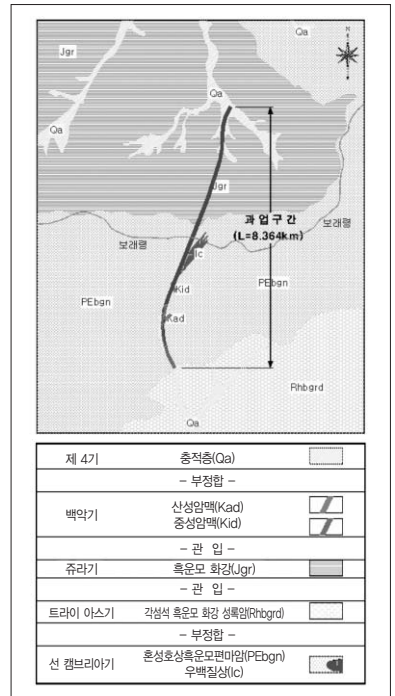 Qa
N
Jgr
Qa
Qa
Jgr
과 업 구 간
(L=8.364km)
보래령
보래령
Ic
PEbgn
Kid
PEbgn
Kad
Rhbgrd
Qa
제 4기 충적층(Qa)
- 부정합 -
백악기 산성암맥(Kad)
중성암맥(Kid)
- 관 입 -
쥬라기 흑운모 화강(Jgr)
- 관 입 -
트라이 아스기 각섬석 흑운모 화강 섬록암(Rhbgrd)
- 부정합 -
선 캠브리아기 혼성호상흑운모편마암(PEbgn)
우백질상(Ic)